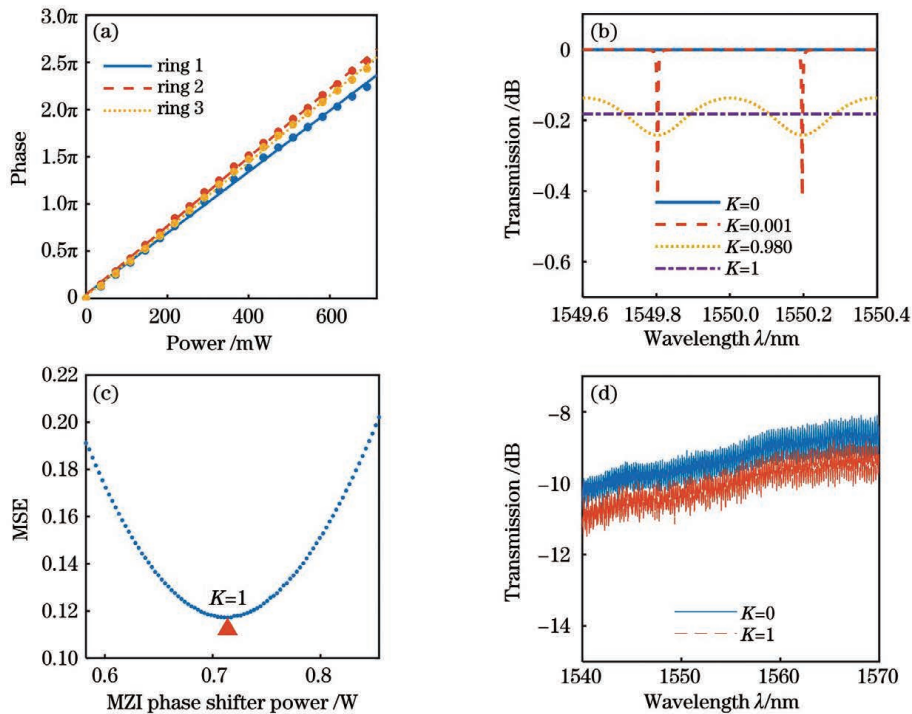 (a)
3.0π
2.5π
2.0π
1.5π
1.0π
0.5π
0
ring 1
ring 2
ring 3
Phase
0 200 400 600
Power /mW
(b)
0
−0.2
−0.4
−0.6
K=0
K=0.001
K=0.980
K=1
Transmission /dB
1549.6 1549.8 1550.0 1550.2 1550.4
Wavelength λ/nm
(c)
0.22
0.20
0.18
0.16
0.14
0.12
0.10
K=1
MSE
0.6 0.7 0.8
MZI phase shifter power /W
(d)
−8
−10
−12
−14
K=0
K=1
Transmission /dB
1540 1550 1560 1570
Wavelength λ/nm